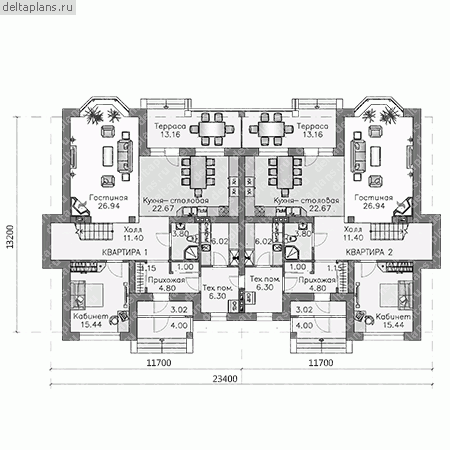 deltaplans.ru
Терраса
13.16
Терраса
13.16
Гостиная
26.94
Кухня-столовая
22.67
Кухня-столовая
22.67
Гостиная
26.94
Холл
11.40
3.80
6.02
6.02
3.80
Холл
11.40
КВАРТИРА 1
КВАРТИРА 2
1.15
1.00
1.00
1.15
Прихожая
4.80
Тех.пом.
6.30
Тех.пом.
6.30
Прихожая
4.80
Кабинет
15.44
3.02
4.00
3.02
4.00
Кабинет
15.44
13200
11700
11700
23400